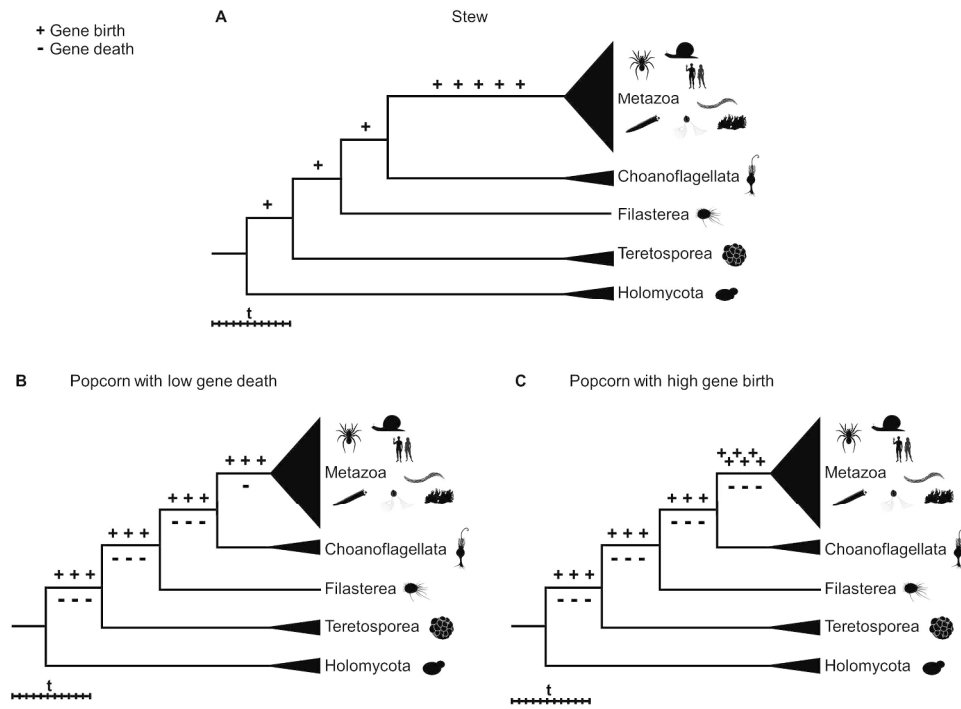 A Stew
+ Gene birth
- Gene death
+ + + + +
Metazoa
+
+
Choanoflagellata
+
Filasterea
Teretosporea
Holomycota
t
B Popcorn with low gene death
+ + +
Metazoa
-
+ + +
- - -
+ + +
Choanoflagellata
- - -
+ + +
Filasterea
- - -
Teretosporea
Holomycota
t
C Popcorn with high gene birth
+ + +
+ + +
Metazoa
- - -
+ + +
- - -
+ + +
Choanoflagellata
- - -
+ + +
Filasterea
- - -
Teretosporea
Holomycota
t